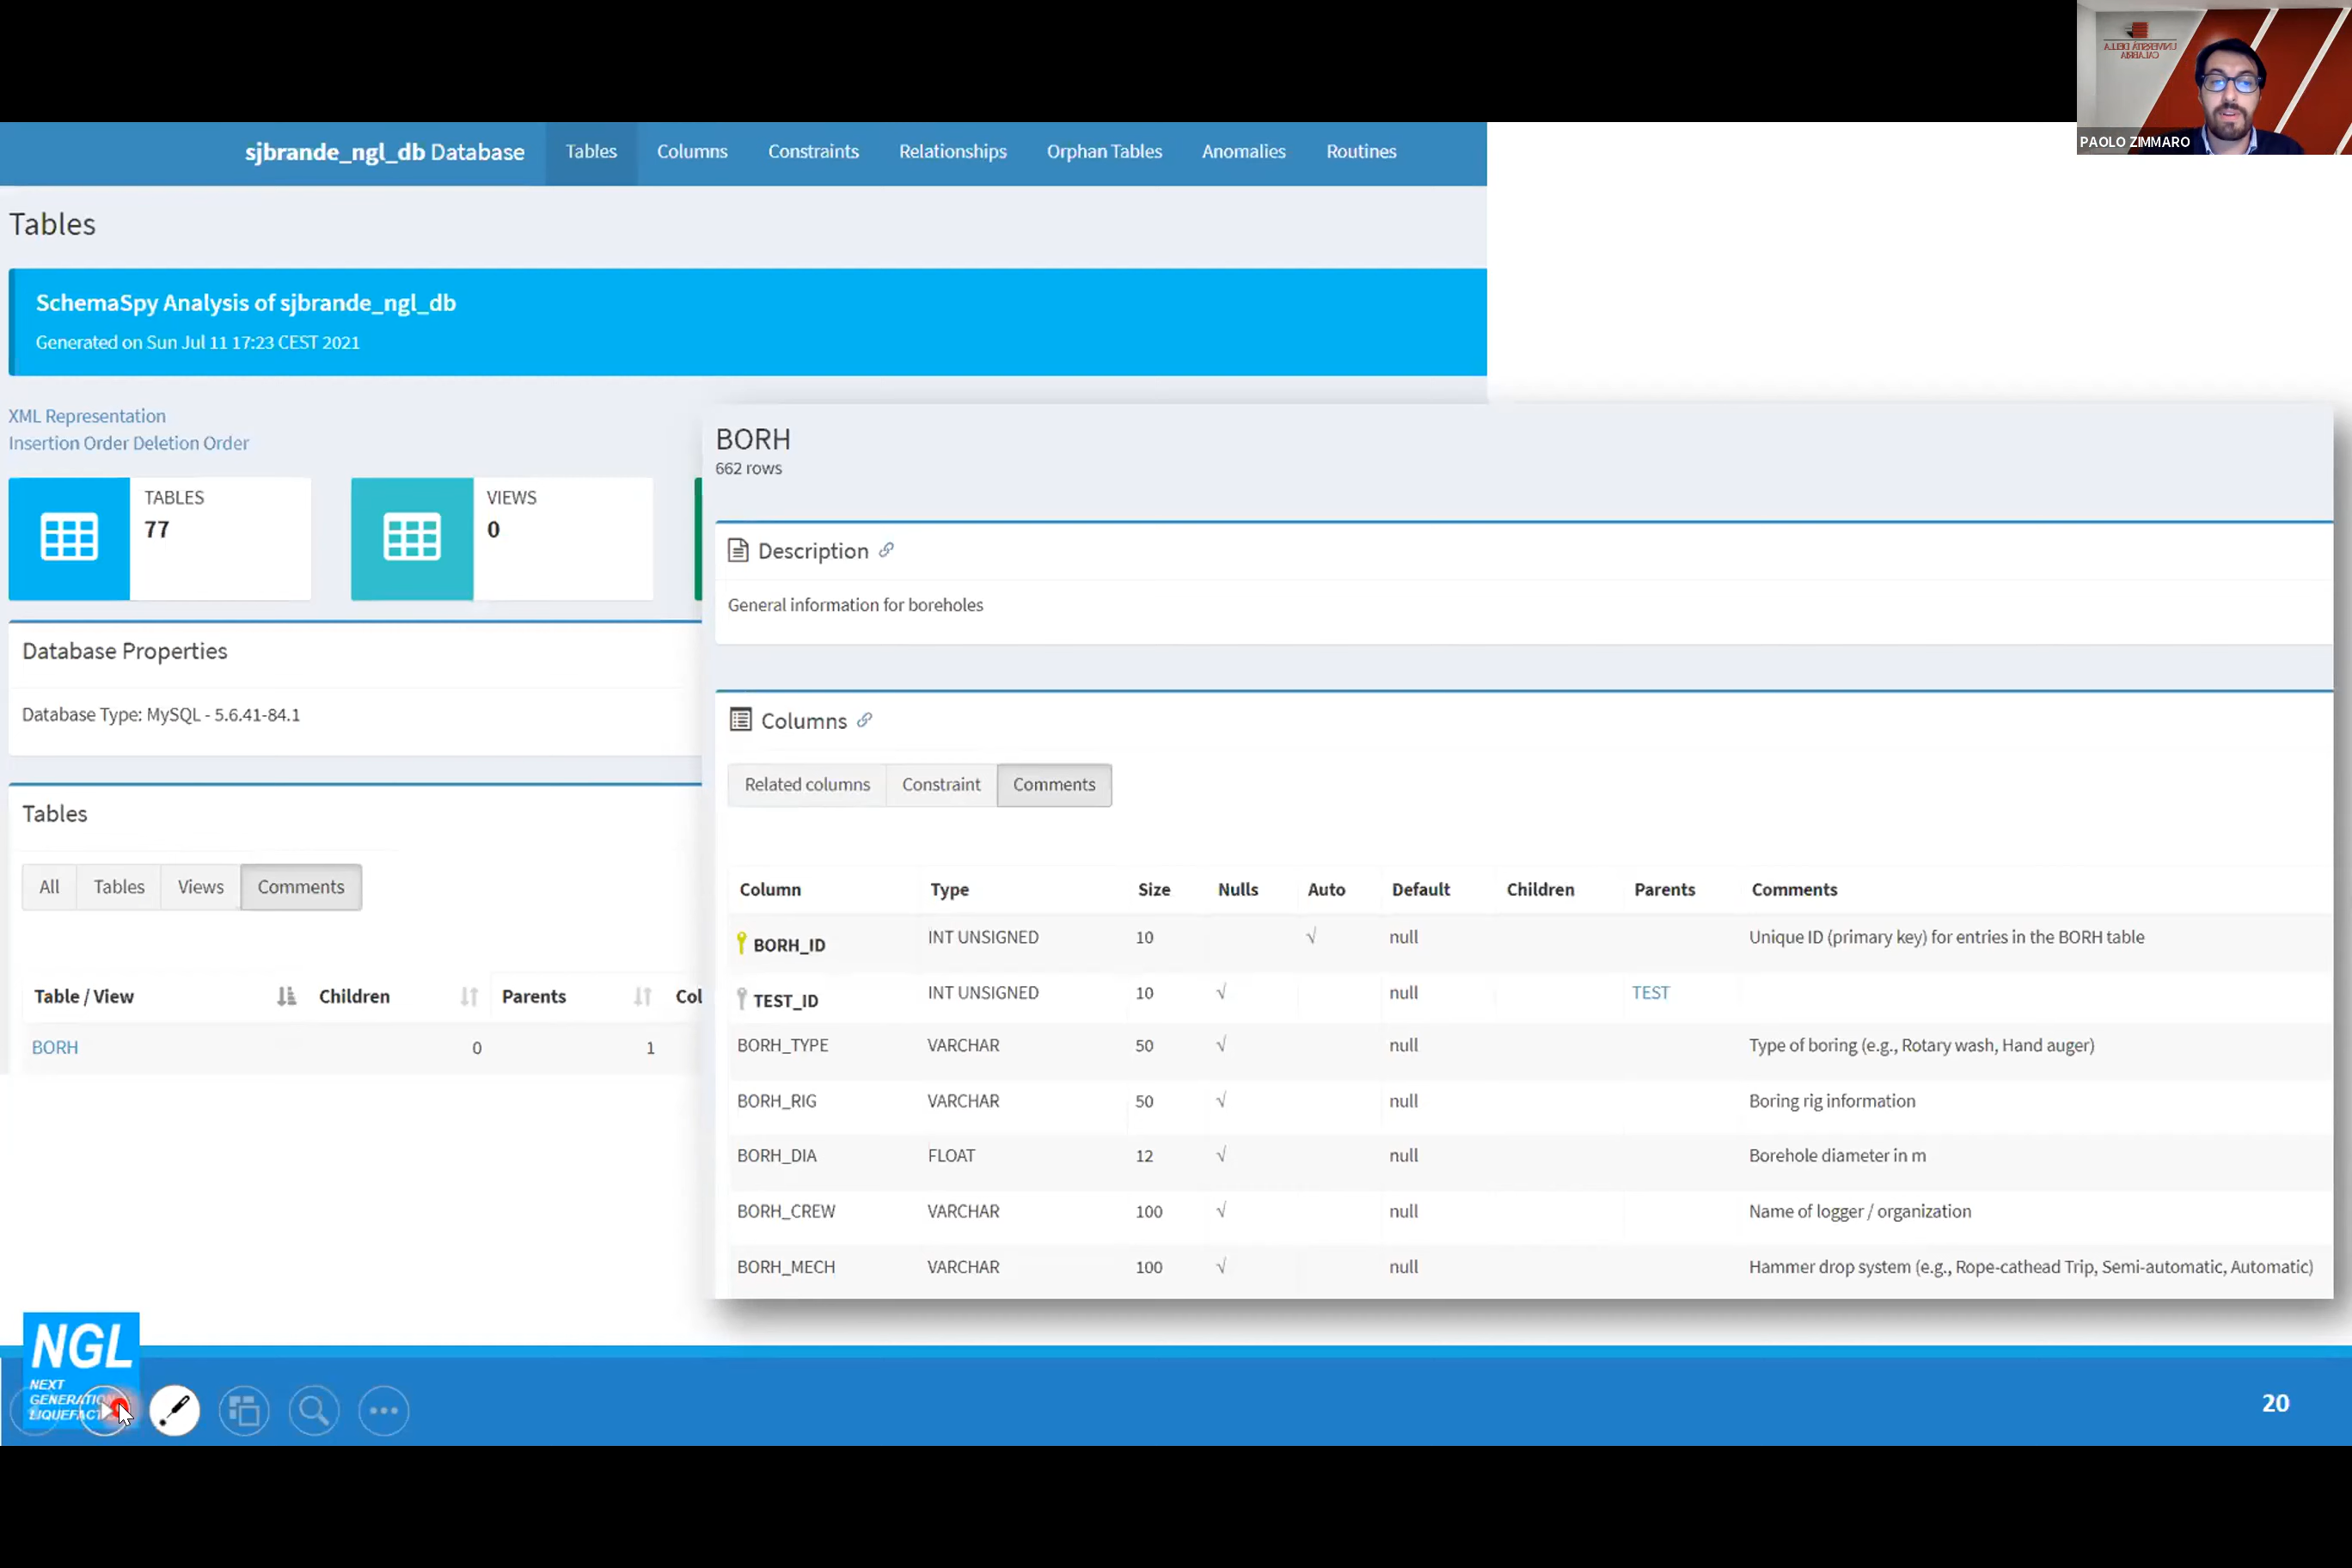 UNIVERSITÀ DELLA
CALABRIA
PAOLO ZIMMARO
sjbrande_ngl_db Database Tables Columns Constraints Relationships Orphan Tables Anomalies Routines
Tables
SchemaSpy Analysis of sjbrande_ngl_db
Generated on Sun Jul 11 17:23 CEST 2021
XML Representation
Insertion Order Deletion Order
TABLES
77
VIEWS
0
Database Properties
Database Type: MySQL - 5.6.41-84.1
Tables
All Tables Views Comments
Table / View Children Parents Col
BORH 0 1
BORH
662 rows
Description
General information for boreholes
Columns
Related columns Constraint Comments
Column Type Size Nulls Auto Default Children Parents Comments
BORH_ID INT UNSIGNED 10 √ null Unique ID (primary key) for entries in the BORH table
TEST_ID INT UNSIGNED 10 √ null TEST
BORH_TYPE VARCHAR 50 √ null Type of boring (e.g., Rotary wash, Hand auger)
BORH_RIG VARCHAR 50 √ null Boring rig information
BORH_DIA FLOAT 12 √ null Borehole diameter in m
BORH_CREW VARCHAR 100 √ null Name of logger / organization
BORH_MECH VARCHAR 100 √ null Hammer drop system (e.g., Rope-cathead Trip, Semi-automatic, Automatic)
NGL
NEXT
GENERATIO
LIQUEFACT
20